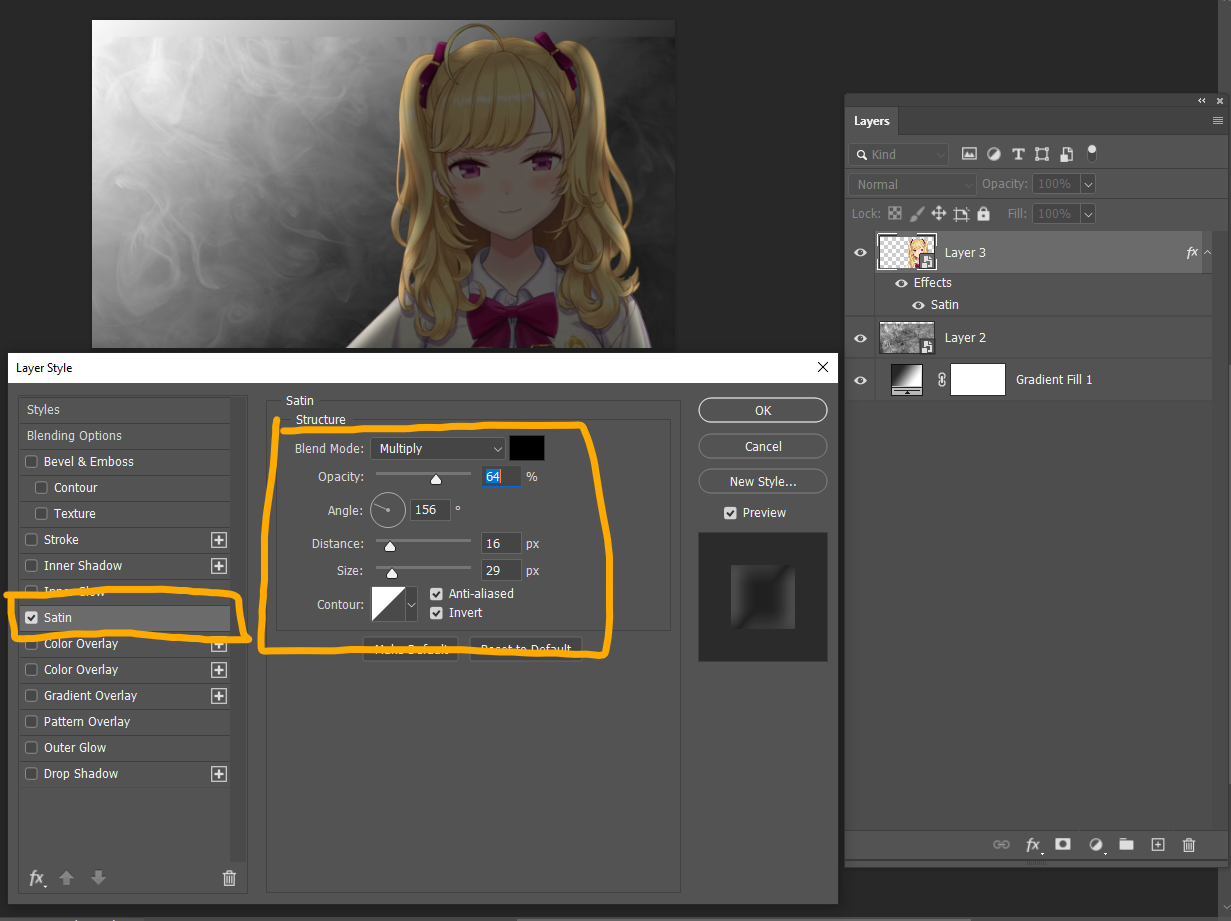 Layers
Kind
Normal Opacity: 100%
Lock: Fill: 100%
Layer 3 fx
Effects
Satin
Layer 2
Gradient Fill 1
fx
Layer Style
Styles
Blending Options
Bevel & Emboss
Contour
Texture
Stroke
Inner Shadow
Inner Glow
Satin
Color Overlay
Color Overlay
Gradient Overlay
Pattern Overlay
Outer Glow
Drop Shadow
fx
Satin
Structure
Blend Mode: Multiply
Opacity: 64 %
Angle: 156 °
Distance: 16 px
Size: 29 px
Contour: Anti-aliased
Invert
Make Default Reset to Default
OK
Cancel
New Style...
Preview